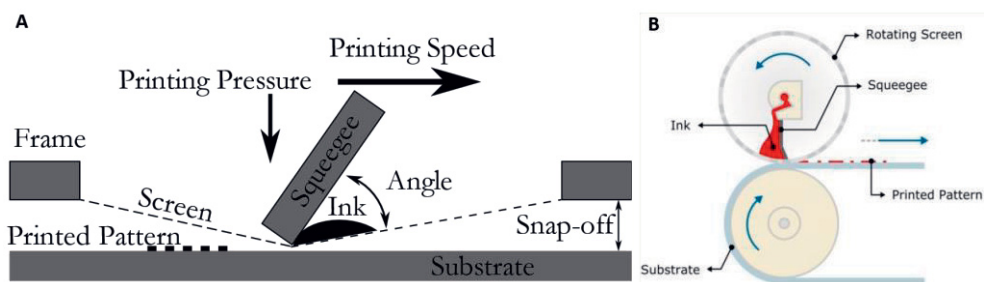 A
Printing Speed
Printing Pressure
Frame
Squeegee
Angle
Screen
Ink
Snap-off
Printed Pattern
Substrate
B
Rotating Screen
Squeegee
Ink
Printed Pattern
Substrate